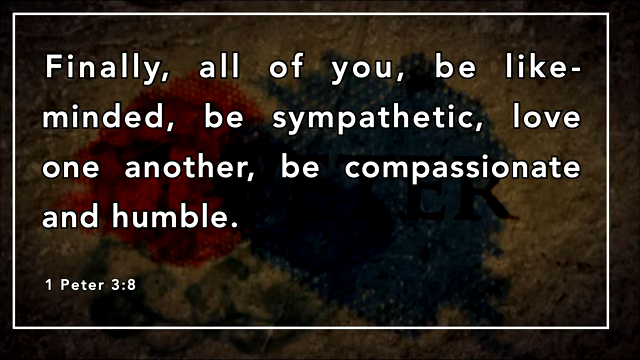 Finally, all of you, be like-
minded, be sympathetic, love
one another, be compassionate
and humble.
1 Peter 3:8